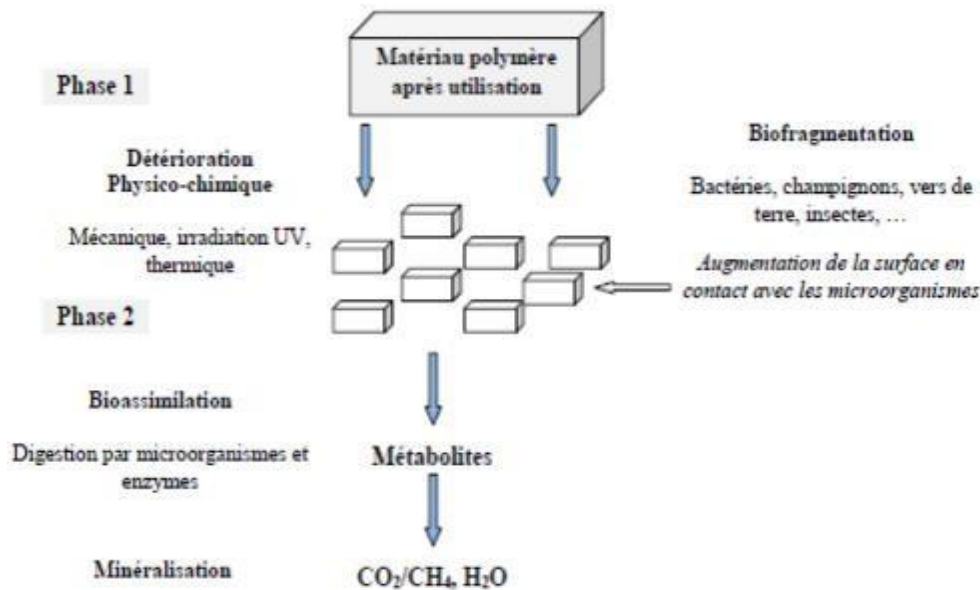 Matériau polymère
après utilisation
Phase 1
Détérioration
Physico-chimique
Mécanique, irradiation UV,
thermique
Biofragmentation
Bactéries, champignons, vers de
terre, insectes, …
Augmentation de la surface en
contact avec les microorganismes
Phase 2
Bioassimilation
Digestion par microorganismes et
enzymes
Métabolites
Minéralisation
CO₂/CH₄, H₂O